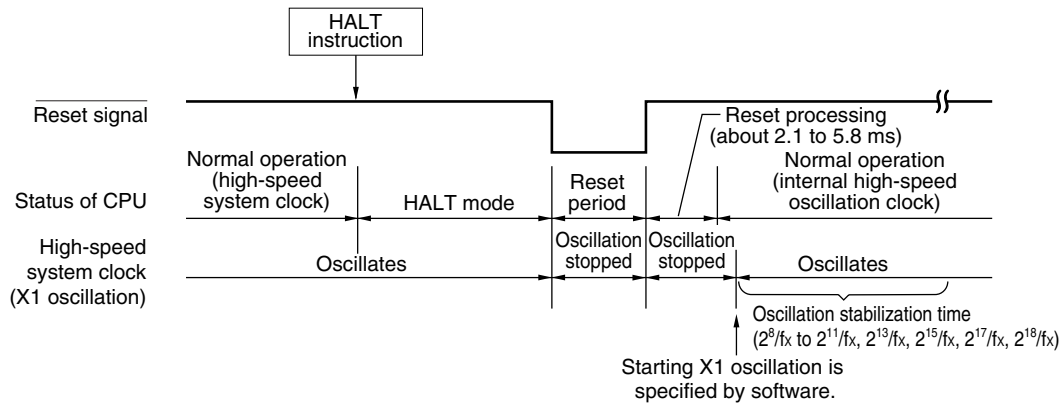 HALT
instruction
Reset signal
Reset processing
(about 2.1 to 5.8 ms)
Normal operation
(high-speed
system clock)
Status of CPU
HALT mode
Reset
period
Normal operation
(internal high-speed
oscillation clock)
High-speed
system clock
(X1 oscillation)
Oscillates
Oscillation
stopped
Oscillation
stopped
Oscillates
Oscillation stabilization time
(2⁸/fx to 2¹¹/fx, 2¹³/fx, 2¹⁵/fx, 2¹⁷/fx, 2¹⁸/fx)
Starting X1 oscillation is
specified by software.